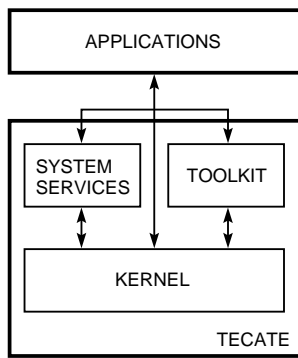 APPLICATIONS
SYSTEM
SERVICES
TOOLKIT
KERNEL
TECATE